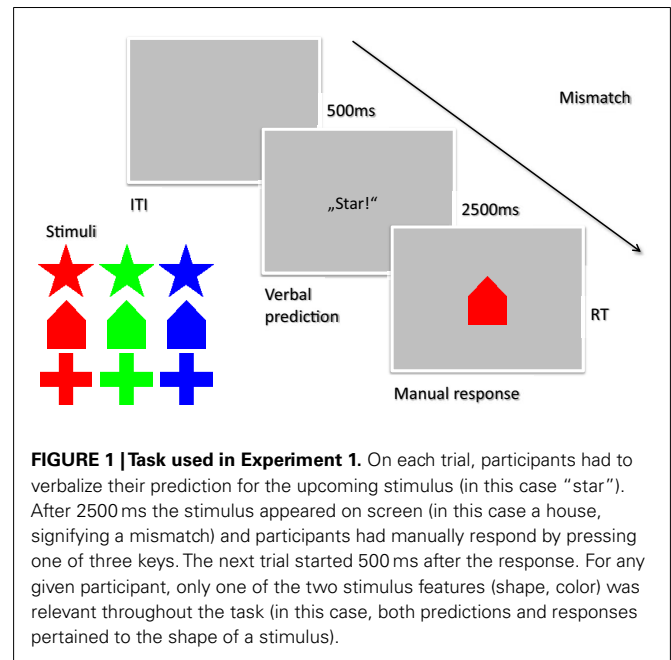 Mismatch
500ms
„Star!“
ITI
2500ms
Stimuli
Verbal
prediction
RT
Manual response
FIGURE 1 | Task used in Experiment 1. On each trial, participants had to
verbalize their prediction for the upcoming stimulus (in this case “star”).
After 2500 ms the stimulus appeared on screen (in this case a house,
signifying a mismatch) and participants had manually respond by pressing
one of three keys. The next trial started 500 ms after the response. For any
given participant, only one of the two stimulus features (shape, color) was
relevant throughout the task (in this case, both predictions and responses
pertained to the shape of a stimulus).